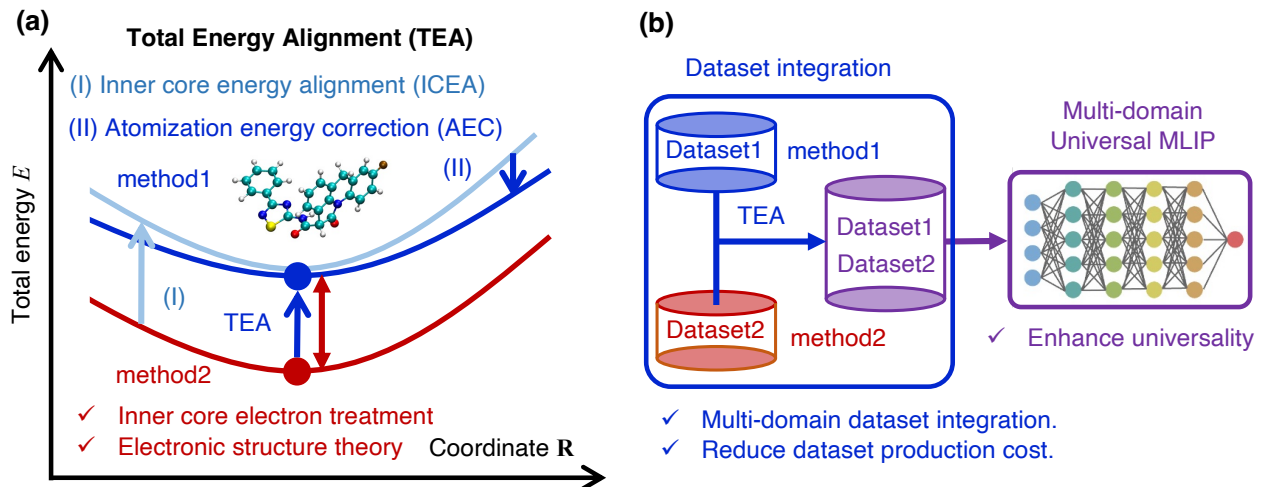 (a)
Total Energy Alignment (TEA)
(I) Inner core energy alignment (ICEA)
(II) Atomization energy correction (AEC)
method1
(II)
(I)
TEA
method2
✓ Inner core electron treatment
✓ Electronic structure theory
Total energy E
Coordinate R
(b)
Dataset integration
Dataset1
method1
TEA
Dataset1
Dataset2
Dataset2
method2
Multi-domain
Universal MLIP
✓ Enhance universality
✓ Multi-domain dataset integration.
✓ Reduce dataset production cost.